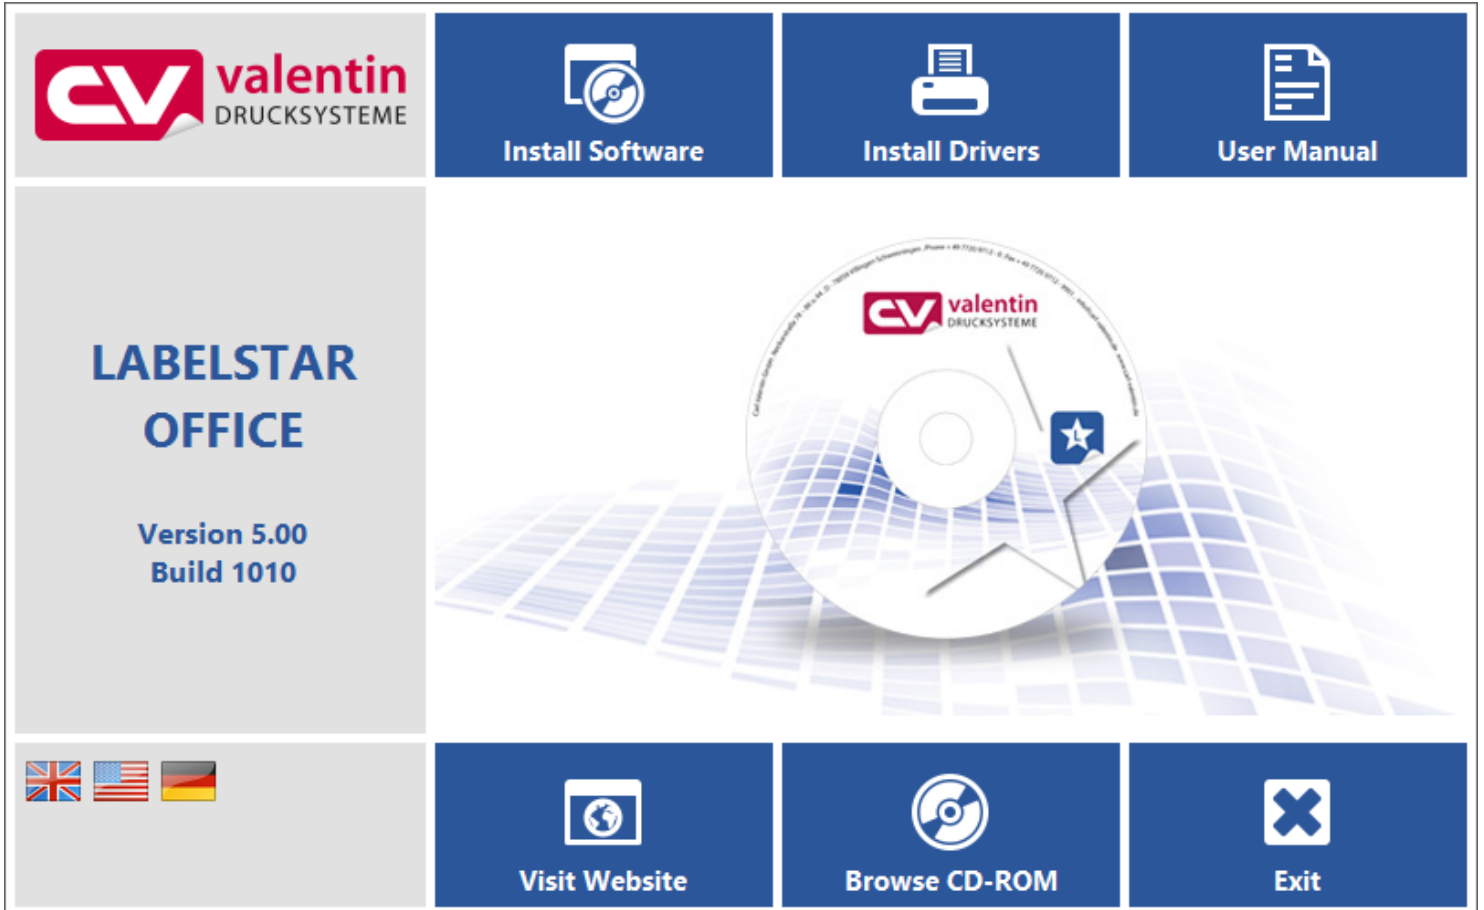 valentin
DRUCKSYSTEME
Install Software
Install Drivers
User Manual
LABELSTAR
OFFICE
Version 5.00
Build 1010
valentin
DRUCKSYSTEME
L
Visit Website
Browse CD-ROM
Exit